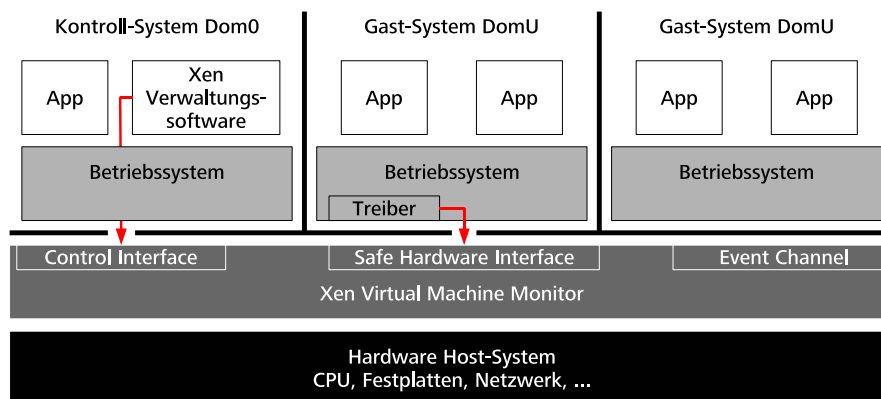 Kontroll-System Dom0
Gast-System DomU
Gast-System DomU
App
Xen
Verwaltungs-
software
App
App
App
App
Betriebssystem
Betriebssystem
Betriebssystem
Treiber
Control Interface
Safe Hardware Interface
Event Channel
Xen Virtual Machine Monitor
Hardware Host-System
CPU, Festplatten, Netzwerk, ...